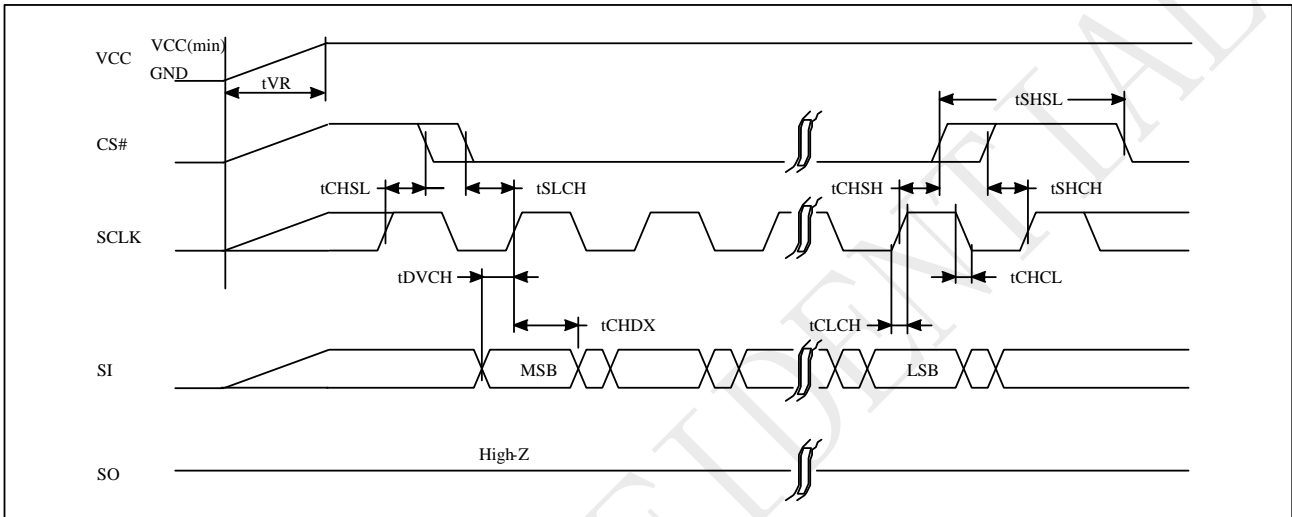 VCC
VCC(min)
GND
tVR
CS#
tSHSL
tCHSL
tSLCH
tCHSH
tSHCH
SCLK
tDVCH
tCHCL
tCHDX
tCLCH
SI
MSB
LSB
High-Z
SO
FIDENTIAL